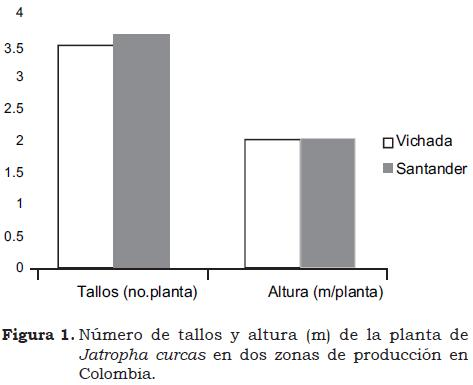 4
3.5
3
2.5
2
1.5
1
0.5
0
Tallos (no.planta)
Altura (m/planta)
Vichada
Santander
Figura 1. Número de tallos y altura (m) de la planta de
Jatropha curcas en dos zonas de producción en
Colombia.